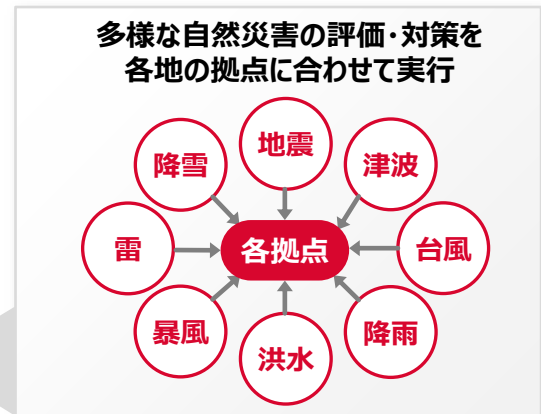 多様な自然災害の評価・対策を
各地の拠点に合わせて実行
地震
降雪
津波
雷
各拠点
台風
暴風
降雨
洪水